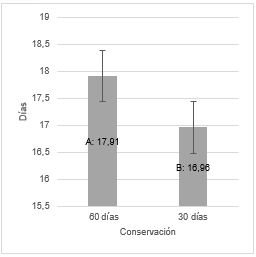 19
18,5
18
17,5
17
16,5
16
15,5
Días
A: 17,91
B: 16,96
60 días
30 días
Conservación